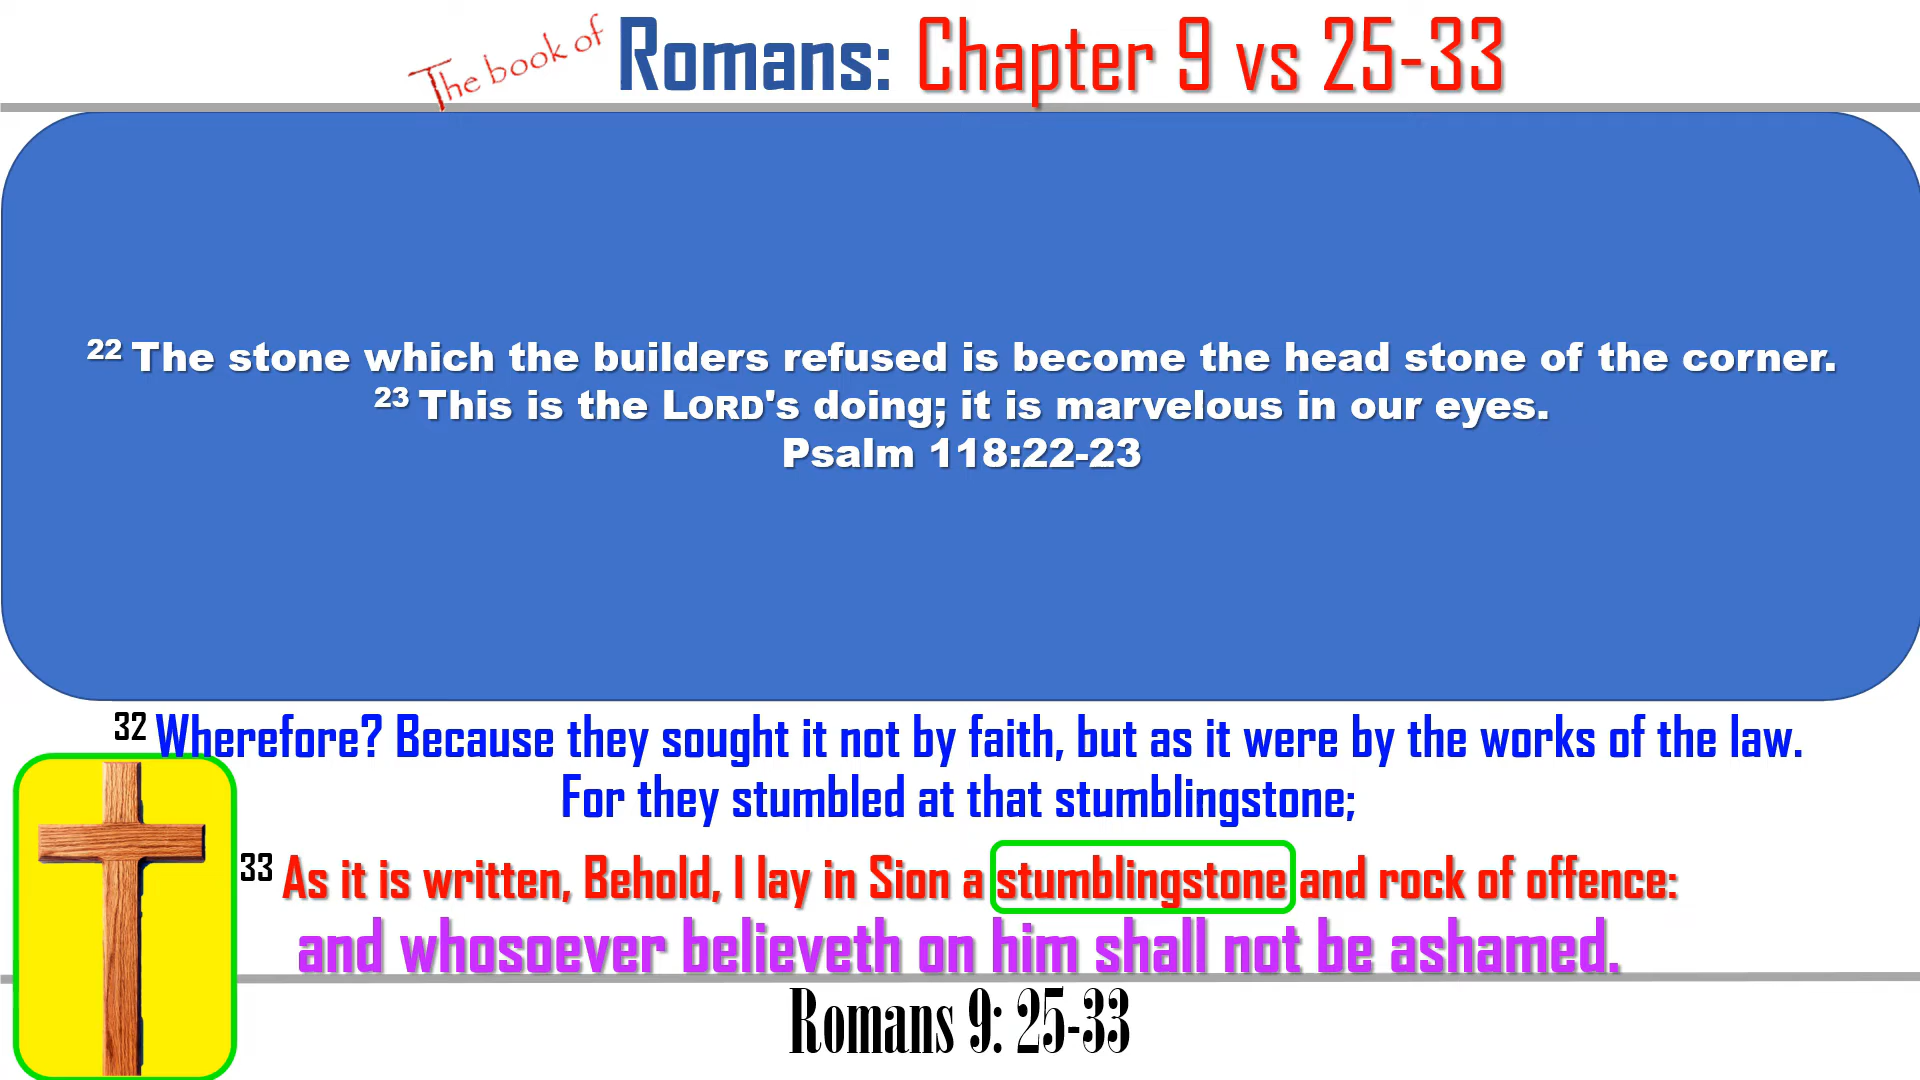 The book of Romans: Chapter 9 vs 25-33
22 The stone which the builders refused is become the head stone of the corner.
23 This is the LORD's doing; it is marvelous in our eyes.
Psalm 118:22-23
32 Wherefore? Because they sought it not by faith, but as it were by the works of the law.
For they stumbled at that stumblingstone;
33 As it is written, Behold, I lay in Sion a stumblingstone and rock of offence:
and whosoever believeth on him shall not be ashamed.
Romans 9: 25-33